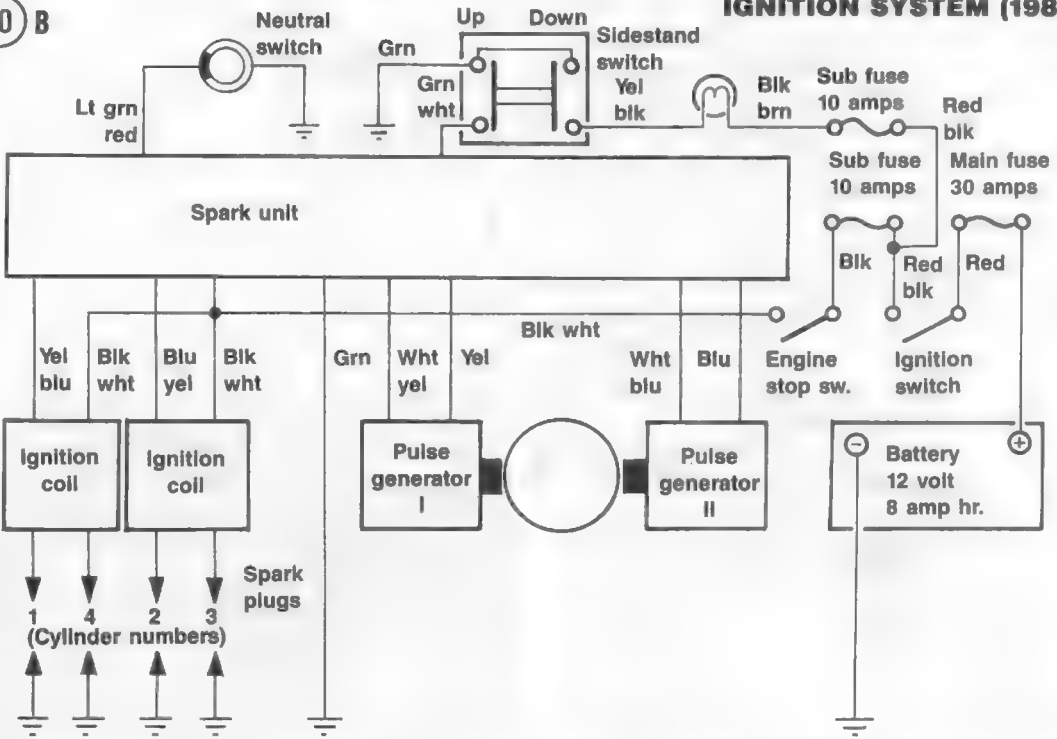 B
IGNITION SYSTEM (198
Neutral
switch
Up
Down
Sidestand
switch
Grn
Grn
wht
Yel
blk
Blk
brn
Sub fuse
10 amps
Red
blk
Lt grn
red
Sub fuse
10 amps
Main fuse
30 amps
Spark unit
Blk
Red
blk
Red
Blk wht
Yel
blu
Blk
wht
Blu
yel
Blk
wht
Grn
Wht
yel
Yel
Wht
blu
Blu
Engine
stop sw.
Ignition
switch
Ignition
coil
Ignition
coil
Pulse
generator
I
Pulse
generator
II
Battery
12 volt
8 amp hr.
Spark
plugs
1 4 2 3
(Cylinder numbers)